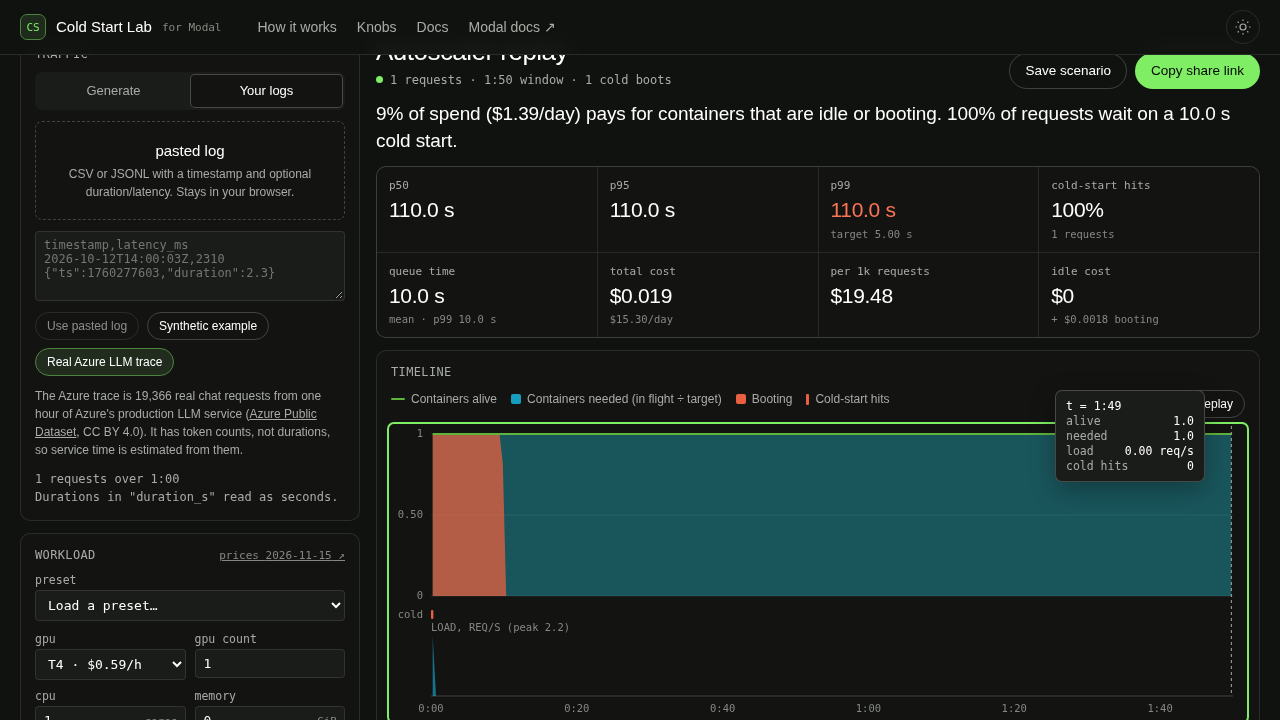 CS Cold Start Lab for Modal How it works Knobs Docs Modal docs ↗
TRAFFIC
Generate Your logs
pasted log
CSV or JSONL with a timestamp and optional
duration/latency. Stays in your browser.
timestamp,latency_ms
2026-10-12T14:00:03Z,2310
{"ts":1760277603,"duration":2.3}
Use pasted log Synthetic example
Real Azure LLM trace
The Azure trace is 19,366 real chat requests from one
hour of Azure's production LLM service (Azure Public
Dataset, CC BY 4.0). It has token counts, not durations,
so service time is estimated from them.
1 requests over 1:00
Durations in "duration_s" read as seconds.
WORKLOAD prices 2026-11-15 ↗
preset
Load a preset…
gpu gpu count
T4 · $0.59/h 1
cpu memory
1 cores 0 GiB
Autoscaler replay
1 requests · 1:50 window · 1 cold boots
Save scenario Copy share link
9% of spend ($1.39/day) pays for containers that are idle or booting. 100% of requests wait on a 10.0 s
cold start.
p50 p95 p99 cold-start hits
110.0 s 110.0 s 110.0 s 100%
target 5.00 s 1 requests
queue time total cost per 1k requests idle cost
10.0 s $0.019 $19.48 $0
mean · p99 10.0 s $15.30/day + $0.0018 booting
TIMELINE
Containers alive Containers needed (in flight ÷ target) Booting Cold-start hits
eplay
t = 1:49
alive 1.0
needed 1.0
load 0.00 req/s
cold hits 0
1
0.50
0
cold
LOAD, REQ/S (peak 2.2)
0:00 0:20 0:40 1:00 1:20 1:40